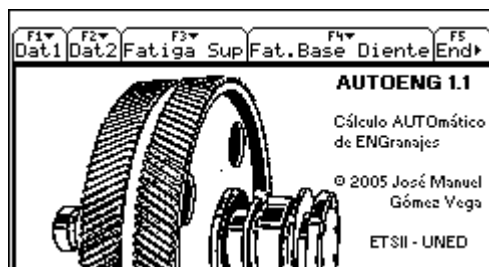 F1▾ F2▾ F3▾ F4▾ F5
Dat1 Dat2 Fatiga Sup Fat.Base Diente End▸
AUTOENG 1.1
Cálculo AUTOmático
de ENGranajes
© 2005 José Manuel
Gómez Vega
ETSII - UNED